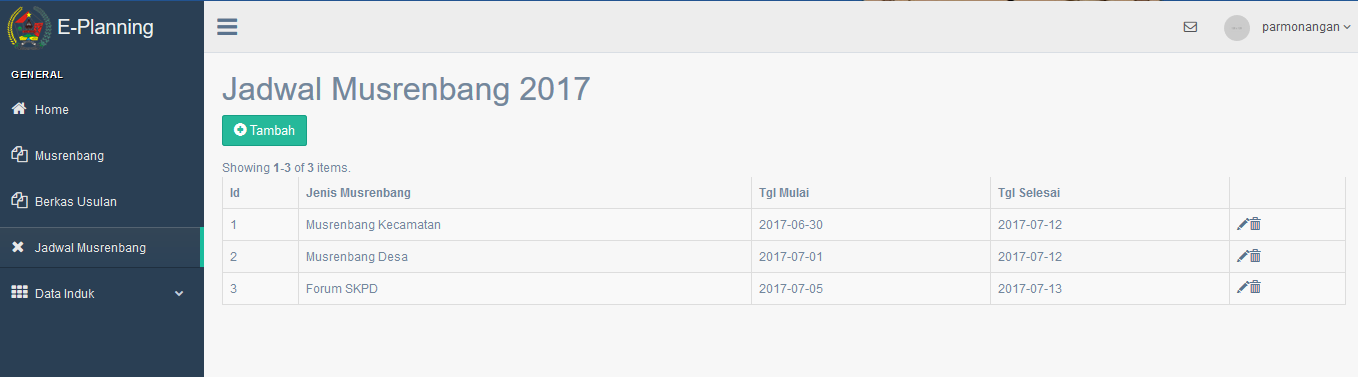 E-Planning
parmonangan
GENERAL
Home
Musrenbang
Berkas Usulan
Jadwal Musrenbang
Data Induk
Jadwal Musrenbang 2017
Tambah
Showing 1-3 of 3 items.
Id Jenis Musrenbang Tgl Mulai Tgl Selesai
1 Musrenbang Kecamatan 2017-06-30 2017-07-12
2 Musrenbang Desa 2017-07-01 2017-07-12
3 Forum SKPD 2017-07-05 2017-07-13